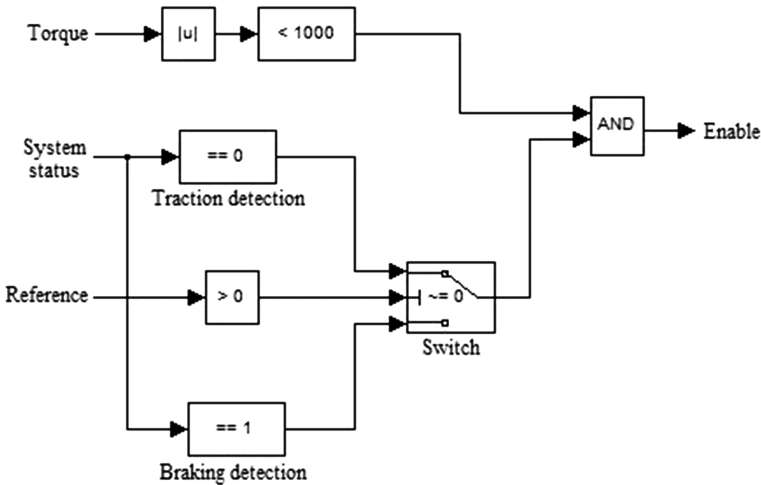 Torque
|u|
< 1000
AND
Enable
System
status
== 0
Traction detection
Reference
> 0
~= 0
Switch
== 1
Braking detection